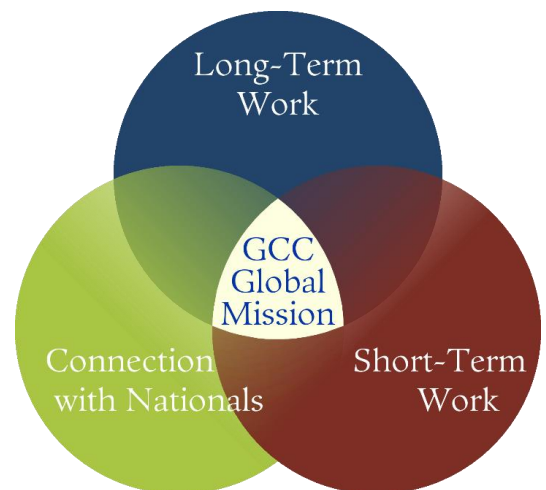 Long-Term
Work
GCC
Global
Mission
Connection
with Nationals
Short-Term
Work